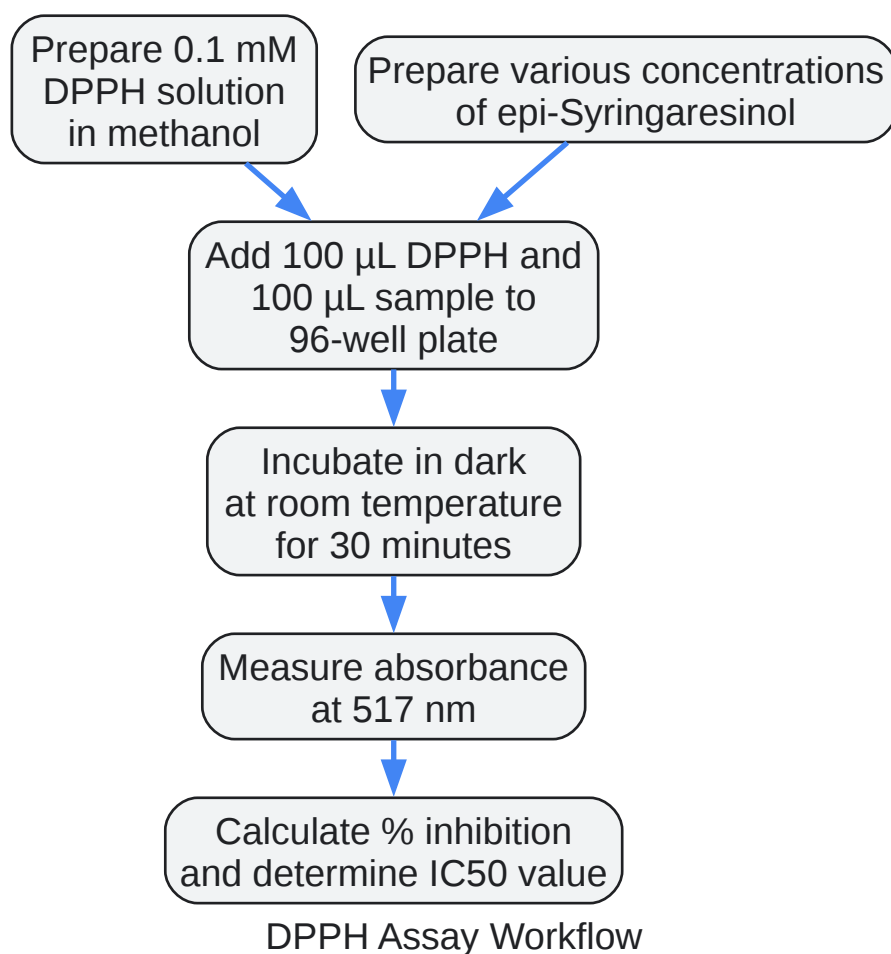 Prepare 0.1 mM
DPPH solution
in methanol
Prepare various concentrations
of epi-Syringaresinol
Add 100 µL DPPH and
100 µL sample to
96-well plate
Incubate in dark
at room temperature
for 30 minutes
Measure absorbance
at 517 nm
Calculate % inhibition
and determine IC50 value
DPPH Assay Workflow